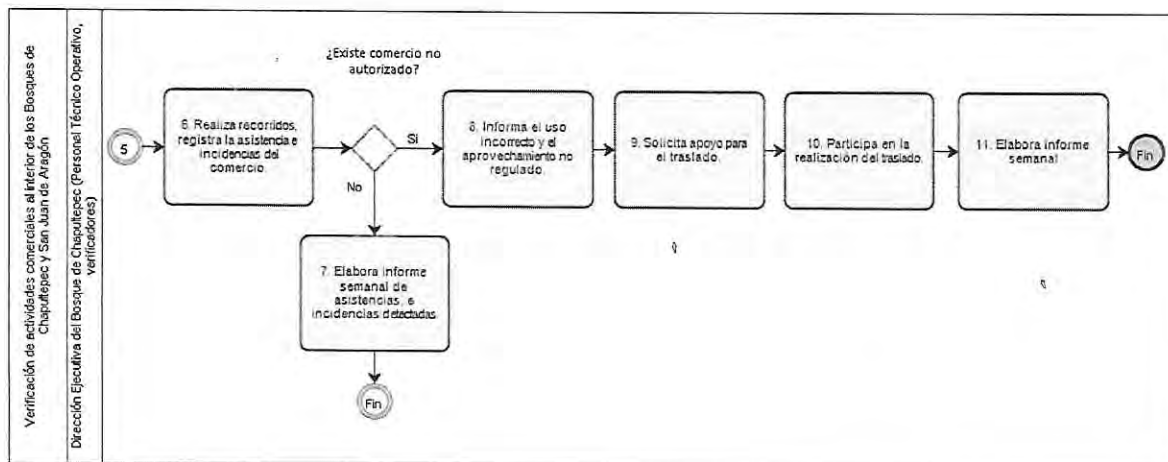 Verificación de actividades comerciales al interior de los Bosques de
Chapultepec y San Juan de Aragón
Dirección Ejecutiva del Bosque de Chapultepec (Personal Técnico Operativo,
verificadores)
5
6. Realiza recorridos,
registra la asistencia e
incidencias del
comercio.
¿Existe comercio no
autorizado?
Si
No
7. Elabora informe
semanal de
asistencias, e
incidencias detectadas
Fin
8. Informa el uso
incorrecto y el
aprovechamiento no
regulado.
9. Solicita apoyo para
el traslado.
10. Participa en la
realización del traslado.
11. Elabora informe
semanal
Fin